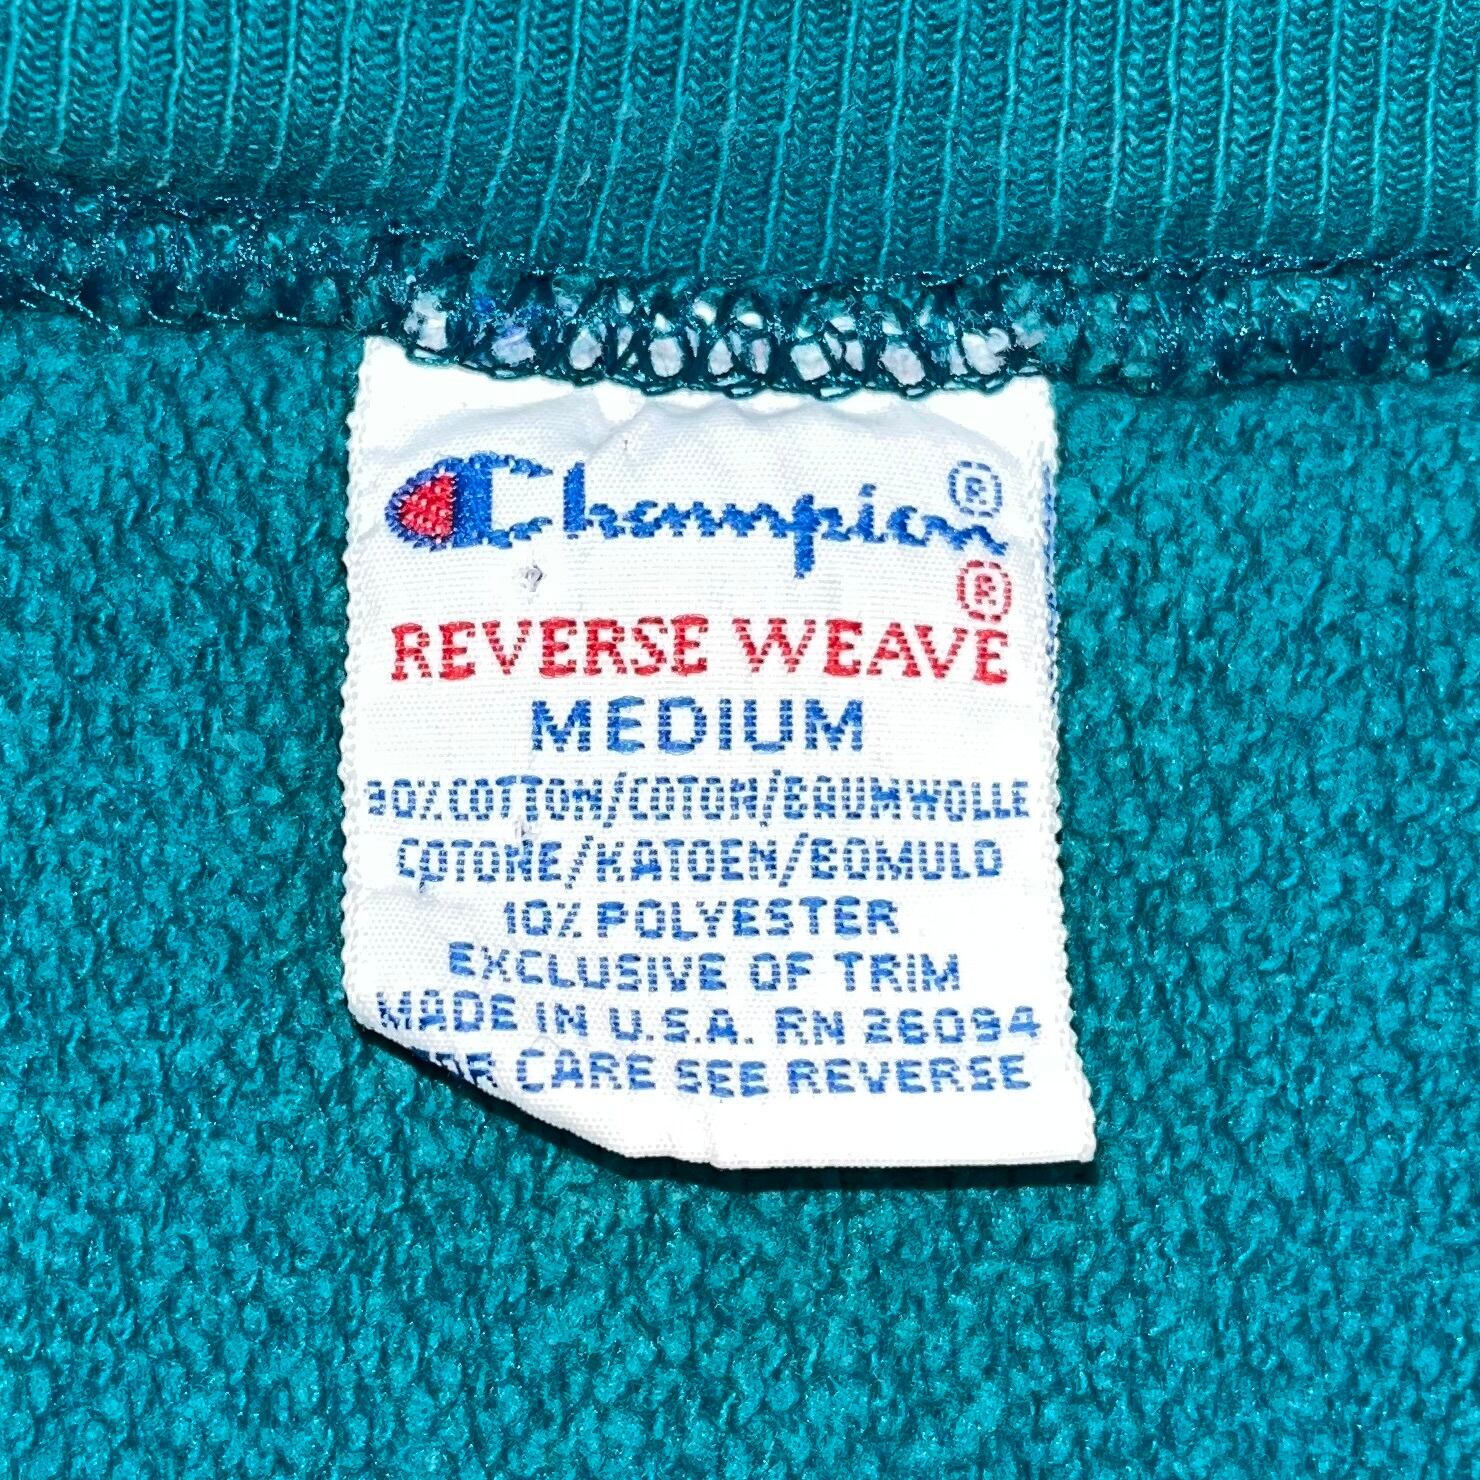 Champion®
REVERSE WEAVE®
MEDIUM
90% COTTON/COTON/BAUMWOLLE
COTONE/KATOEN/BOMULD
10% POLYESTER
EXCLUSIVE OF TRIM
MADE IN U.S.A. RN 26094
FOR CARE SEE REVERSE